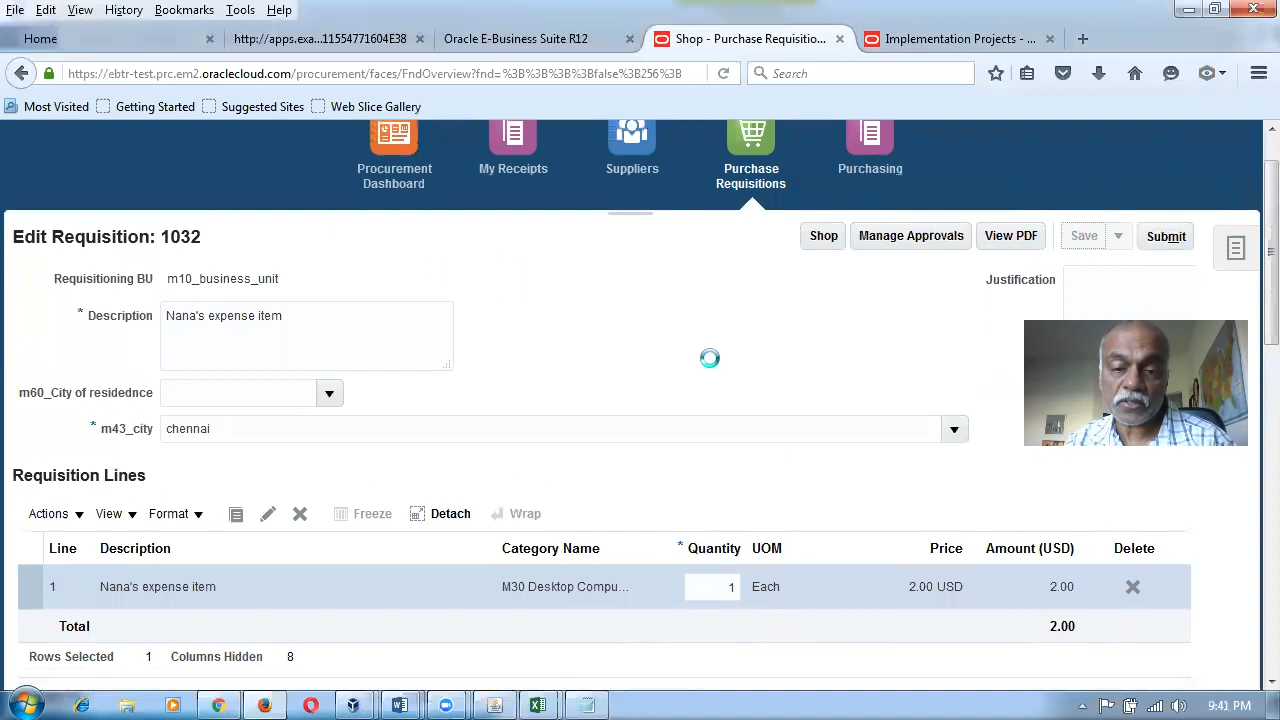 File Edit View History Bookmarks Tools Help
Home
http://apps.exa...11554771604E38
Oracle E-Business Suite R12
Shop - Purchase Requisitio...
Implementation Projects - ...
https://ebtr-test.prc.em2.oraclecloud.com/procurement/faces/FndOverview?fnd=%3B%3B%3B%3Bfalse%3B256%3B
Search
Most Visited Getting Started Suggested Sites Web Slice Gallery
Procurement Dashboard
My Receipts
Suppliers
Purchase Requisitions
Purchasing
Edit Requisition: 1032
Shop Manage Approvals View PDF Save Submit
Requisitioning BU m10_business_unit
Justification
* Description Nana's expense item
m60_City of residednce
* m43_city chennai
Requisition Lines
Actions View Format Freeze Detach Wrap
Line Description Category Name * Quantity UOM Price Amount (USD) Delete
1 Nana's expense item M30 Desktop Compu... 1 Each 2.00 USD 2.00
Total 2.00
Rows Selected 1 Columns Hidden 8
9:41 PM